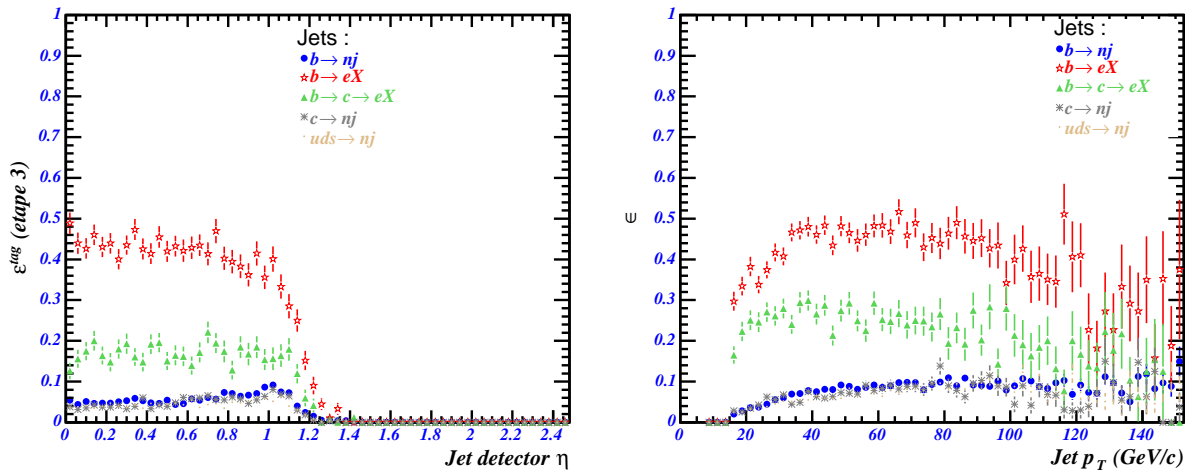 Jets :
b→ nj
b→ eX
b→ c→ eX
c→ nj
uds→ nj
ε^tag (etape 3)
1
0.9
0.8
0.7
0.6
0.5
0.4
0.3
0.2
0.1
0
0 0.2 0.4 0.6 0.8 1 1.2 1.4 1.6 1.8 2 2.2 2.4
Jet detector η
Jets :
b→ nj
b→ eX
b→ c→ eX
c→ nj
uds→ nj
ϵ
1
0.9
0.8
0.7
0.6
0.5
0.4
0.3
0.2
0.1
0
0 20 40 60 80 100 120 140
Jet p_T (GeV/c)